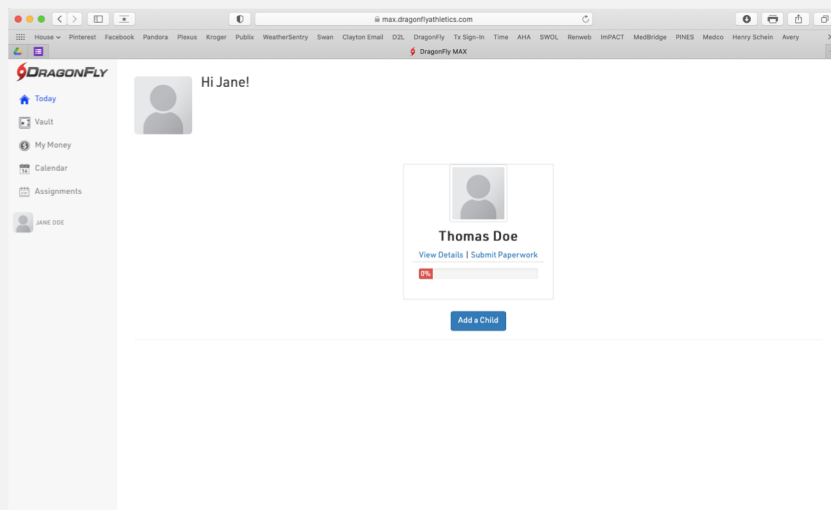 max.dragonflyathletics.com
House Pinterest Facebook Pandora Plexus Kroger Publix WeatherSentry Swan Clayton Email D2L DragonFly Tx Sign-In Time AHA SWOL Renweb ImPACT MedBridge PINES Medco Henry Schein Avery
DragonFly MAX
DRAGONFLY
Hi Jane!
Today
Vault
My Money
Calendar
Assignments
JANE DOE
Thomas Doe
View Details | Submit Paperwork
0%
Add a Child